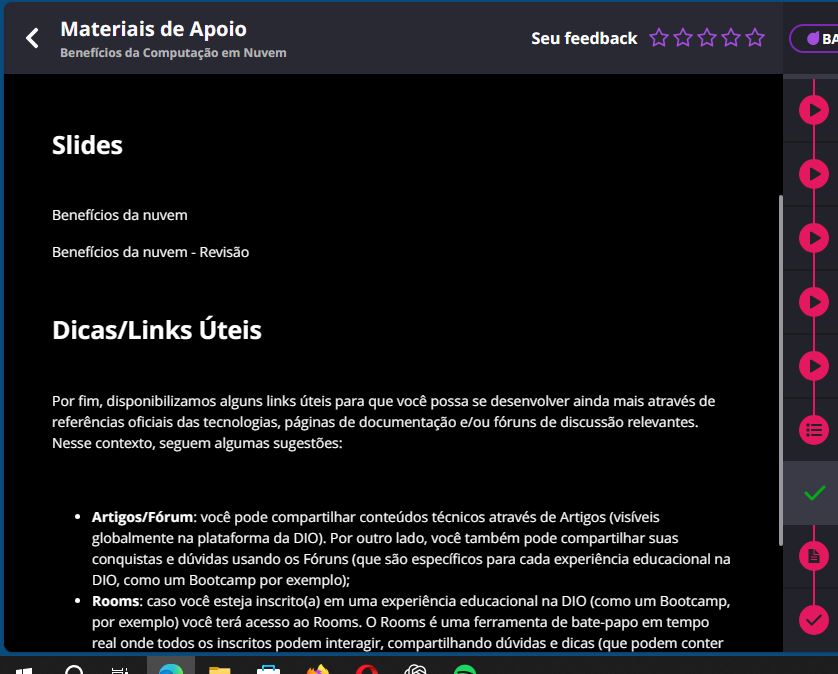 Materiais de Apoio
Benefícios da Computação em Nuvem
Seu feedback
BA
Slides
Benefícios da nuvem
Benefícios da nuvem - Revisão
Dicas/Links Úteis
Por fim, disponibilizamos alguns links úteis para que você possa se desenvolver ainda mais através de
referências oficiais das tecnologias, páginas de documentação e/ou fóruns de discussão relevantes.
Nesse contexto, seguem algumas sugestões:
• Artigos/Fórum: você pode compartilhar conteúdos técnicos através de Artigos (visíveis
globalmente na plataforma da DIO). Por outro lado, você também pode compartilhar suas
conquistas e dúvidas usando os Fóruns (que são específicos para cada experiência educacional na
DIO, como um Bootcamp por exemplo);
• Rooms: caso você esteja inscrito(a) em uma experiência educacional na DIO (como um Bootcamp,
por exemplo) você terá acesso ao Rooms. O Rooms é uma ferramenta de bate-papo em tempo
real onde todos os inscritos podem interagir, compartilhando dúvidas e dicas (que podem conter